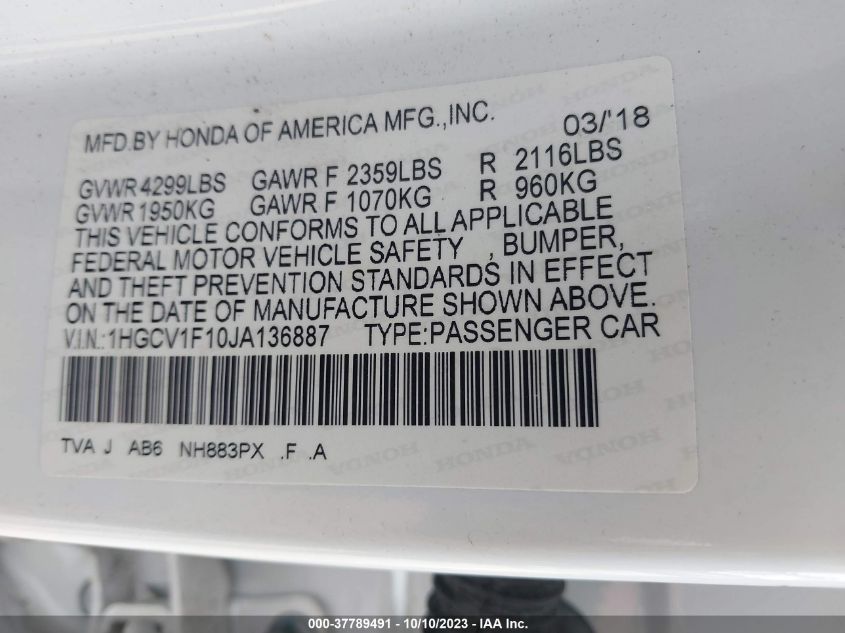 MFD.BY HONDA OF AMERICA MFG.,INC. 03/'18
GVWR 4299LBS GAWR F 2359LBS R 2116LBS
GVWR 1950KG GAWR F 1070KG R 960KG
THIS VEHICLE CONFORMS TO ALL APPLICABLE
FEDERAL MOTOR VEHICLE SAFETY , BUMPER,
AND THEFT PREVENTION STANDARDS IN EFFECT
ON THE DATE OF MANUFACTURE SHOWN ABOVE.
V.I.N.:1HGCV1F10JA136887 TYPE:PASSENGER CAR
TVA J AB6 NH883PX .F .A
000-37789491 - 10/10/2023 - IAA Inc.